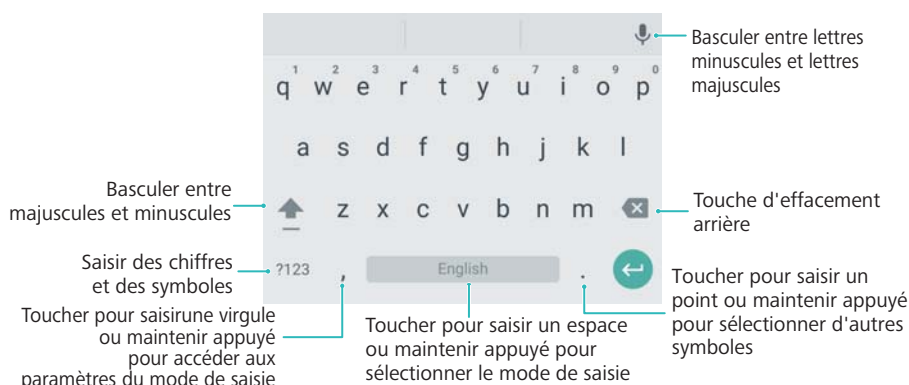 Basculer entre lettres
minuscules et lettres
majuscules
1 2 3 4 5 6 7 8 9 0
q w e r t y u i o p
a s d f g h j k l
Basculer entre
majuscules et minuscules
z x c v b n m
Touche d'effacement
arrière
Saisir des chiffres
et des symboles
?123 , English .
Toucher pour saisirune virgule
ou maintenir appuyé
pour accéder aux
paramètres du mode de saisie
Toucher pour saisir un espace
ou maintenir appuyé pour
sélectionner le mode de saisie
Toucher pour saisir un
point ou maintenir appuyé
pour sélectionner d'autres
symboles